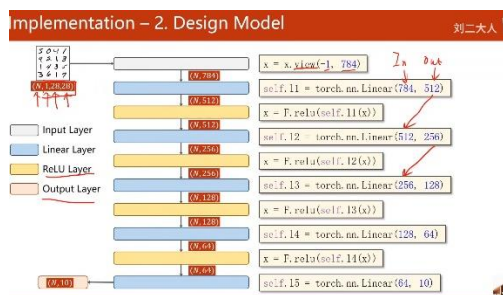 Implementation – 2. Design Model
刘二大人
5 0 4 1
(N,1,28,28)
x = x.view(-1, 784)
In out
(N,784)
self.l1 = torch.nn.Linear(784, 512)
(N,512)
x = F.relu(self.l1(x))
(N,512)
self.l2 = torch.nn.Linear(512, 256)
(N,256)
x = F.relu(self.l2(x))
(N,256)
self.l3 = torch.nn.Linear(256, 128)
(N,128)
x = F.relu(self.l3(x))
(N,128)
self.l4 = torch.nn.Linear(128, 64)
(N,64)
x = F.relu(self.l4(x))
(N,64)
self.l5 = torch.nn.Linear(64, 10)
(N,10)
Input Layer
Linear Layer
ReLU Layer
Output Layer